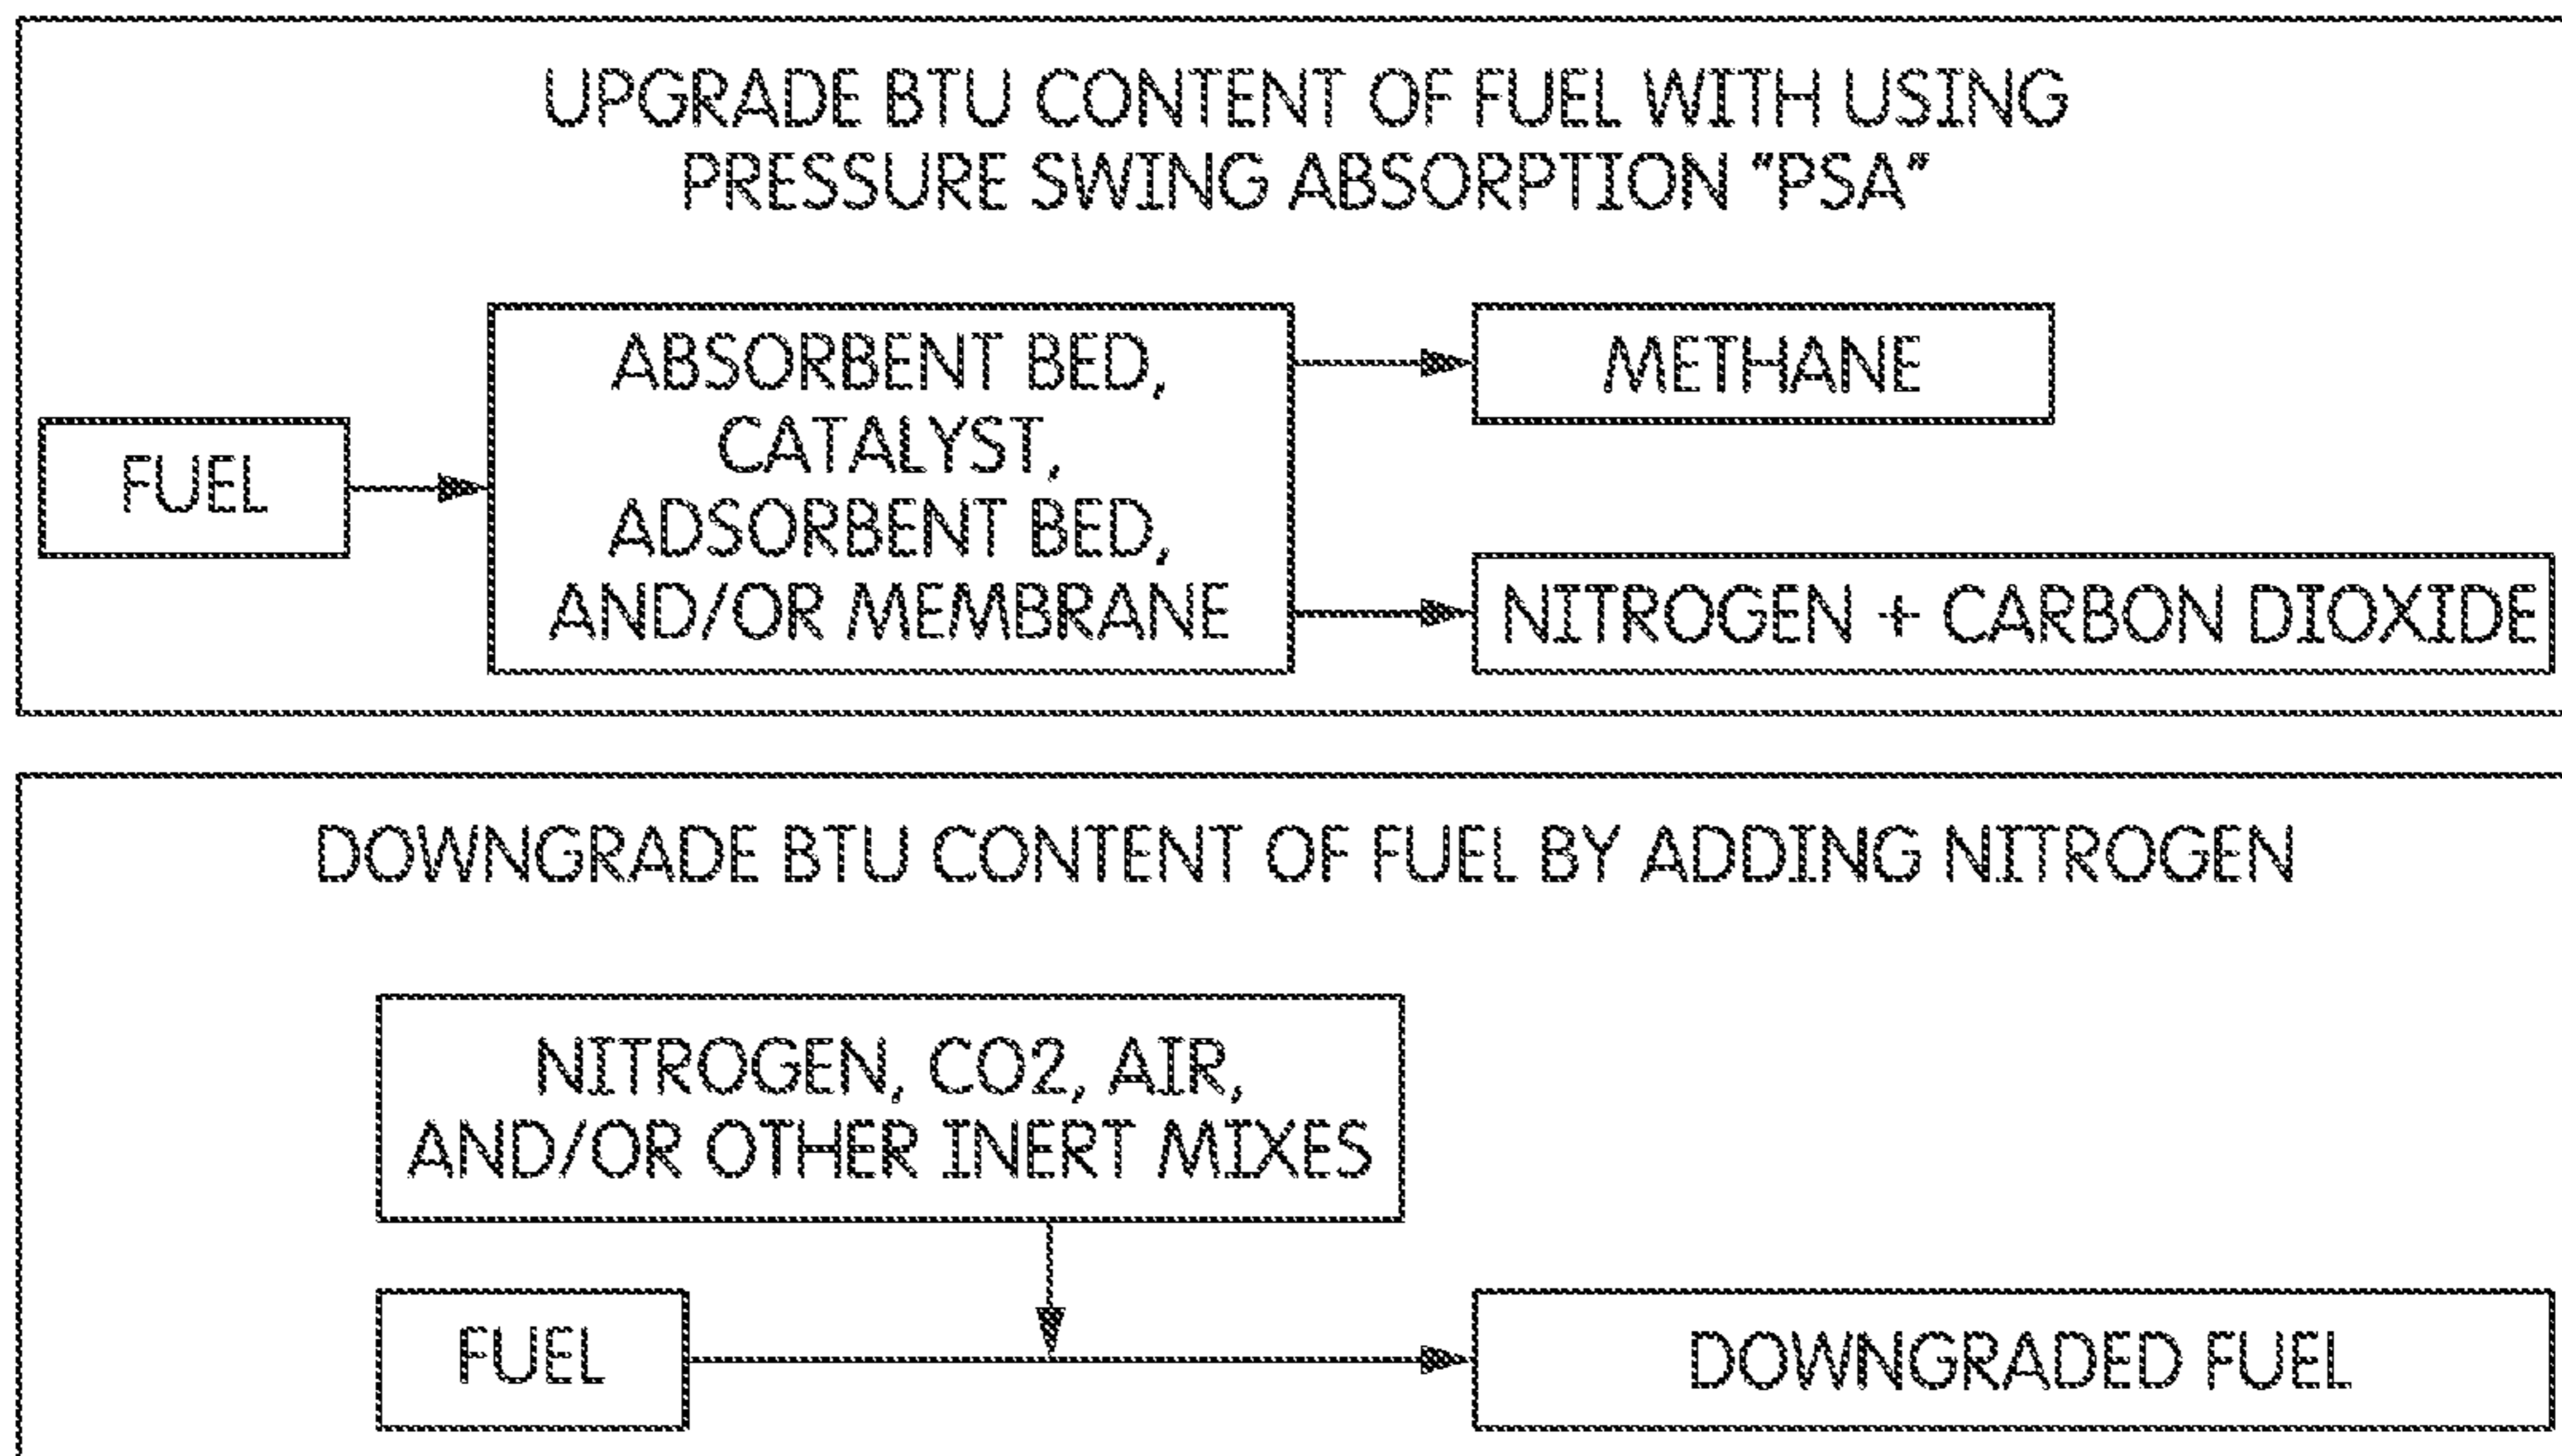 UPGRADE BTU CONTENT OF FUEL WITH USING
PRESSURE SWING ABSORPTION "PSA"
FUEL
ABSORBENT BED,
CATALYST,
ADSORBENT BED,
AND/OR MEMBRANE
METHANE
NITROGEN + CARBON DIOXIDE
DOWNGRADE BTU CONTENT OF FUEL BY ADDING NITROGEN
NITROGEN, CO2, AIR,
AND/OR OTHER INERT MIXES
FUEL
DOWNGRADED FUEL